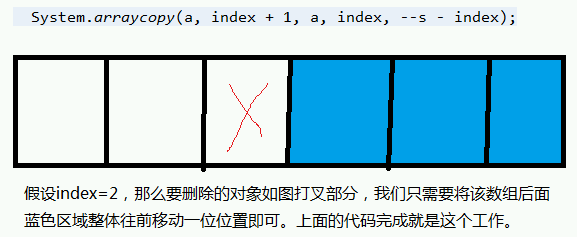 System.arraycopy(a, index + 1, a, index, --s - index);
假设index=2，那么要删除的对象如图打叉部分，我们只需要将该数组后面
蓝色区域整体往前移动一位位置即可。上面的代码完成就是这个工作。